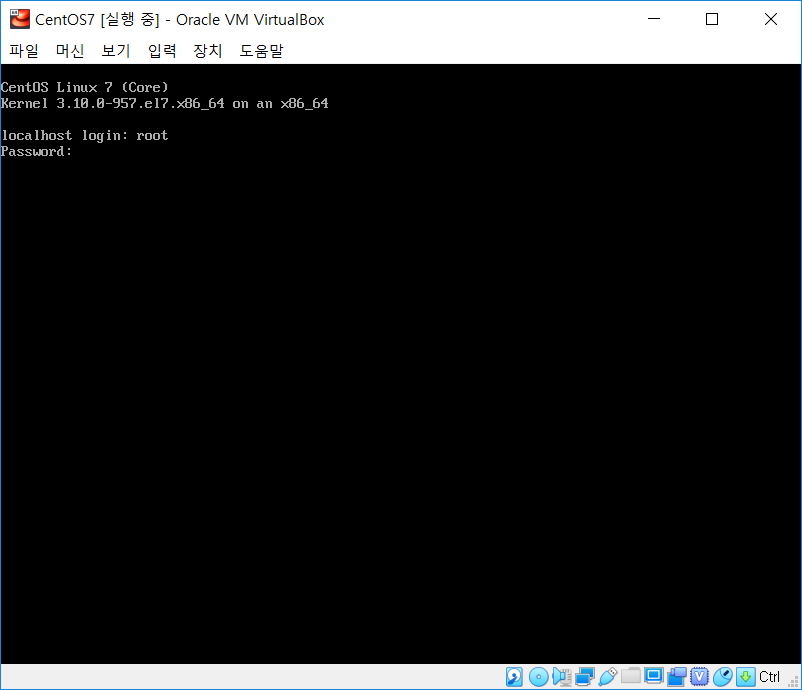 CentOS7 [실행 중] - Oracle VM VirtualBox
파일 머신 보기 입력 장치 도움말
CentOS Linux 7 (Core)
Kernel 3.10.0-957.el7.x86_64 on an x86_64
localhost login: root
Password:
Ctrl